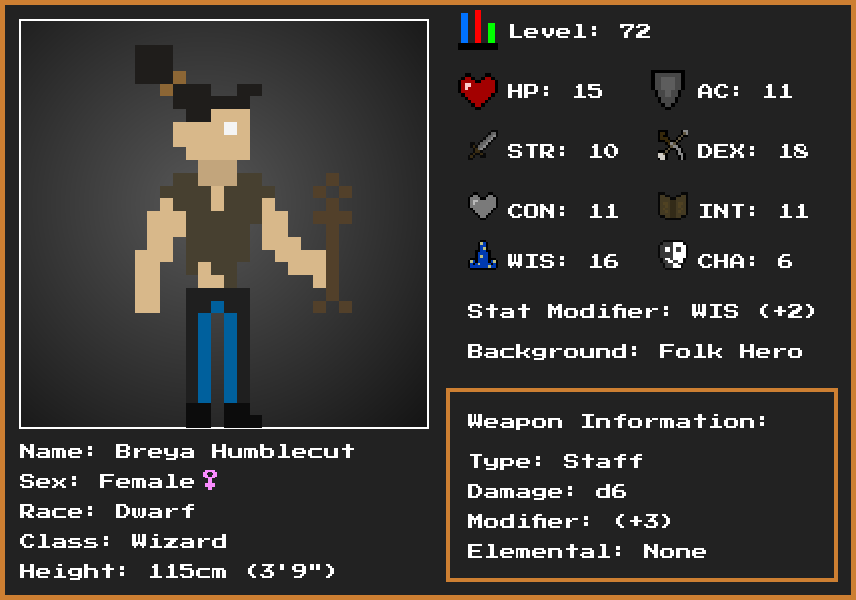 Level: 72
HP: 15 AC: 11
STR: 10 DEX: 18
CON: 11 INT: 11
WIS: 16 CHA: 6
Stat Modifier: WIS (+2)
Background: Folk Hero
Weapon Information:
Type: Staff
Damage: d6
Modifier: (+3)
Elemental: None
Name: Breya Humblecut
Sex: Female♀
Race: Dwarf
Class: Wizard
Height: 115cm (3'9")